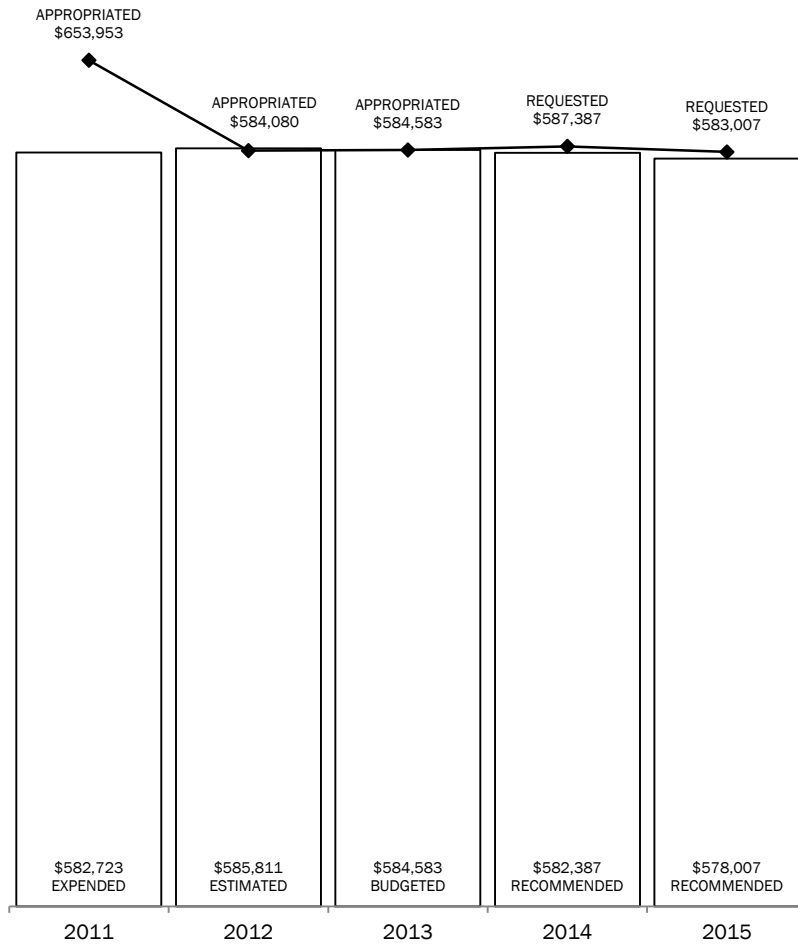 APPROPRIATED
$653,953
APPROPRIATED
$584,080
APPROPRIATED
$584,583
REQUESTED
$587,387
REQUESTED
$583,007
$582,723
EXPENDED
$585,811
ESTIMATED
$584,583
BUDGETED
$582,387
RECOMMENDED
$578,007
RECOMMENDED
2011
2012
2013
2014
2015